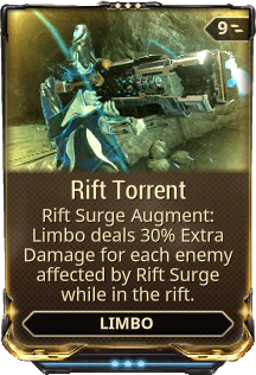 9
Rift Torrent
Rift Surge Augment:
Limbo deals 30% Extra
Damage for each enemy
affected by Rift Surge
while in the rift.
LIMBO